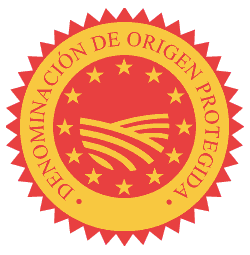 DENOMINACIÓN DE ORIGEN PROTEGIDA